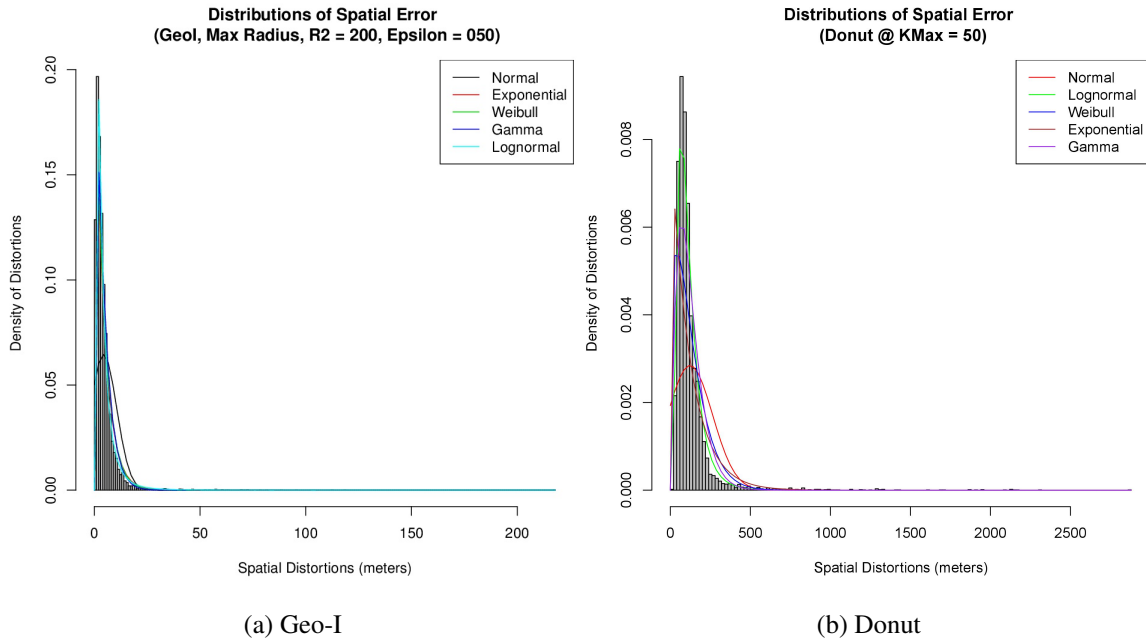 Distributions of Spatial Error
(GeoI, Max Radius, R2 = 200, Epsilon = 050)
Normal
Exponential
Weibull
Gamma
Lognormal
Density of Distortions
0.20
0.15
0.10
0.05
0.00
0
50
100
150
200
Spatial Distortions (meters)
(a) Geo-I
Distributions of Spatial Error
(Donut @ KMax = 50)
Normal
Lognormal
Weibull
Exponential
Gamma
Density of Distortions
0.008
0.006
0.004
0.002
0.000
0
500
1000
1500
2000
2500
Spatial Distortions (meters)
(b) Donut